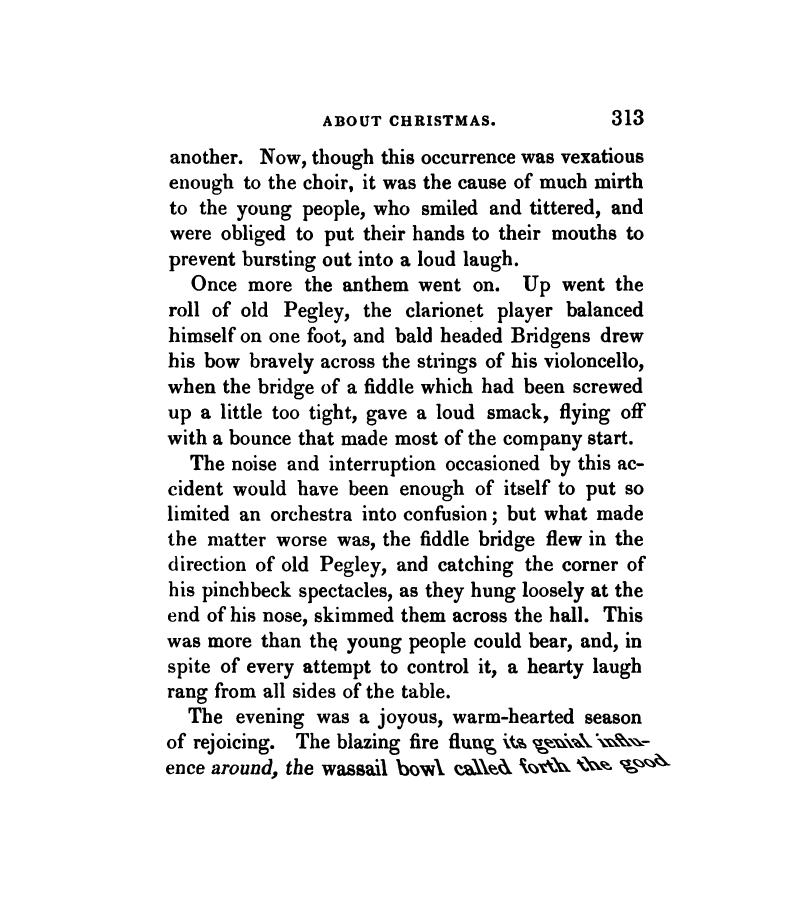 ABOUT CHRISTMAS. 313
another. Now, though this occurrence was vexatious
enough to the choir, it was the cause of much mirth
to the young people, who smiled and tittered, and
were obliged to put their hands to their mouths to
prevent bursting out into a loud laugh.
Once more the anthem went on. Up went the
roll of old Pegley, the clarionet player balanced
himself on one foot, and bald headed Bridgens drew
his bow bravely across the strings of his violoncello,
when the bridge of a fiddle which had been screwed
up a little too tight, gave a loud smack, flying off
with a bounce that made most of the company start.
The noise and interruption occasioned by this ac-
cident would have been enough of itself to put so
limited an orchestra into confusion; but what made
the matter worse was, the fiddle bridge flew in the
direction of old Pegley, and catching the corner of
his pinchbeck spectacles, as they hung loosely at the
end of his nose, skimmed them across the hall. This
was more than the young people could bear, and, in
spite of every attempt to control it, a hearty laugh
rang from all sides of the table.
The evening was a joyous, warm-hearted season
of rejoicing. The blazing fire flung its genial influ-
ence around, the wassail bowl called forth the good